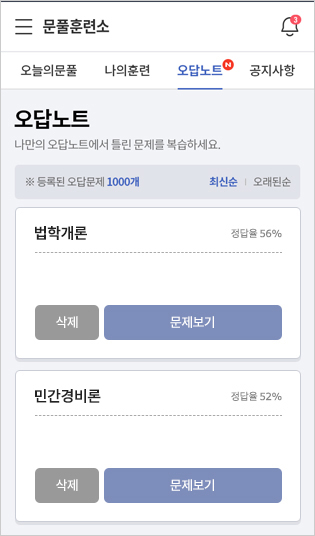 문풀훈련소
3
오늘의문풀 나의훈련 오답노트 N 공지사항
오답노트
나만의 오답노트에서 틀린 문제를 복습하세요.
※ 등록된 오답문제 1000개 최신순 | 오래된순
법학개론 정답율 56%
삭제 문제보기
민간경비론 정답율 52%
삭제 문제보기